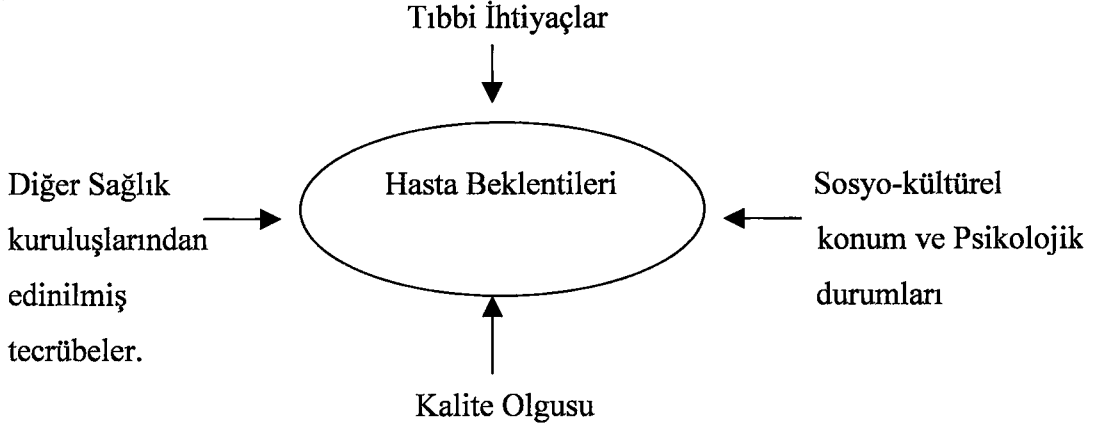 Tıbbi İhtiyaçlar
Hasta Beklentileri
Diğer Sağlık
kuruluşlarından
edinilmiş
tecrübeler.
Sosyo-kültürel
konum ve Psikolojik
durumları
Kalite Olgusu